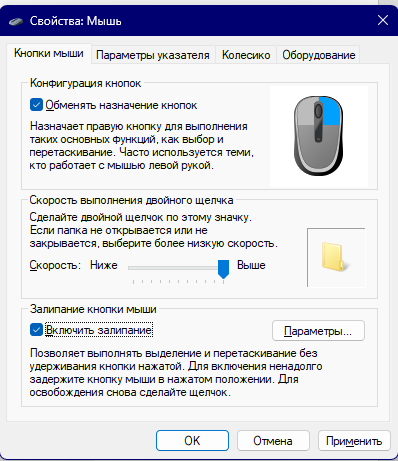 Свойства: Мышь
Кнопки мыши Параметры указателя Колесико Оборудование
Конфигурация кнопок
Обменять назначение кнопок
Назначает правую кнопку для выполнения
таких основных функций, как выбор и
перетаскивание. Часто используется теми,
кто работает с мышью левой рукой.
Скорость выполнения двойного щелчка
Сделайте двойной щелчок по этому значку.
Если папка не открывается или не
закрывается, выберите более низкую скорость.
Скорость: Ниже Выше
Залипание кнопки мыши
Включить залипание Параметры...
Позволяет выполнять выделение и перетаскивание без
удерживания кнопки нажатой. Для включения ненадолго
задержите кнопку мыши в нажатом положении. Для
освобождения снова сделайте щелчок.
OK Отмена Применить